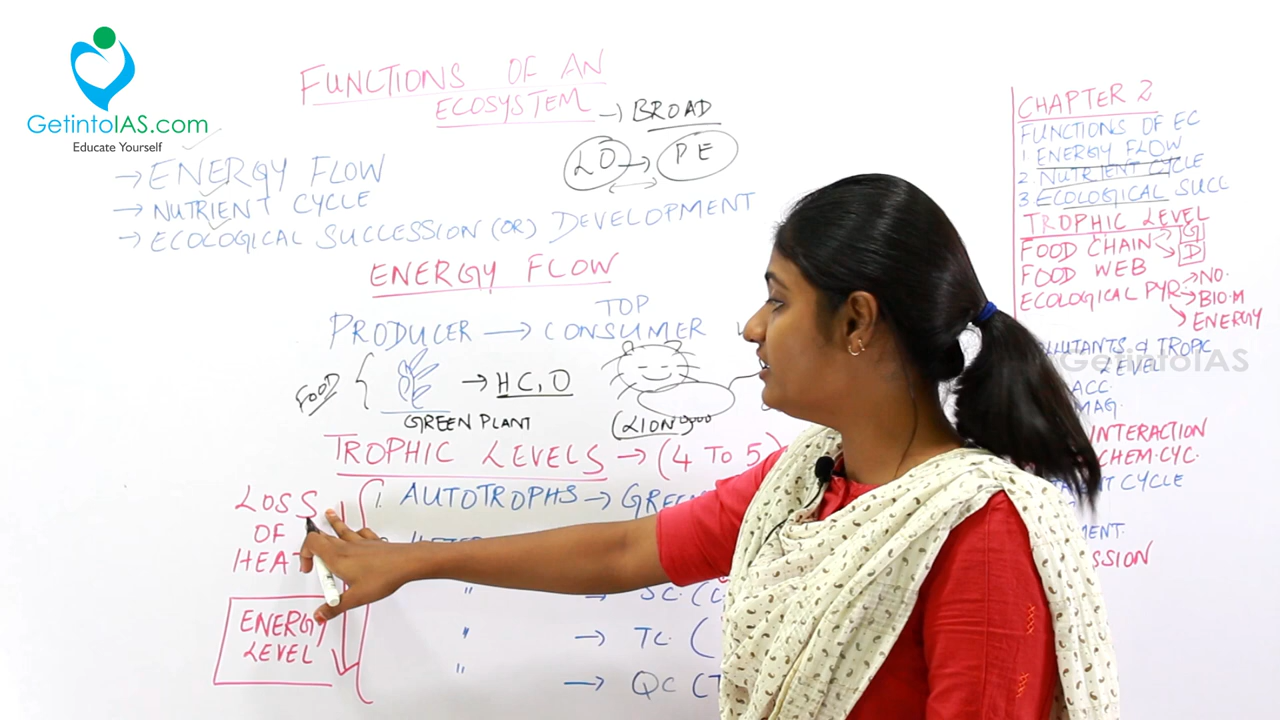 GetintoIAS.com
Educate Yourself
FUNCTIONS OF AN
ECOSYSTEM → BROAD
LO → PE
→ ENERGY FLOW
→ NUTRIENT CYCLE
→ ECOLOGICAL SUCCESSION (OR) DEVELOPMENT
ENERGY FLOW
TOP
PRODUCER → CONSUMER
FOOD
→ HC, O
GREEN PLANT
(LION)
TROPHIC LEVELS → (4 TO 5)
LOSS
OF
HEAT
ENERGY
LEVEL
1. AUTOTROPHS → GREEN
" → SC. (C
" → TC. (
" → QC (T
CHAPTER 2
FUNCTIONS OF EC
1. ENERGY FLOW
2. NUTRIENT CYCLE
3. ECOLOGICAL SUCC
TROPHIC LEVEL
FOOD CHAIN → G
→ D
FOOD WEB
ECOLOGICAL PYR → NO.
→ BIO.M
→ ENERGY
GetintoIAS
LLUTANTS & TROPIC
LEVEL
ACC.
MAG.
INTERACTION
CHEM.CYC.
T CYCLE
MENT.
ESSION